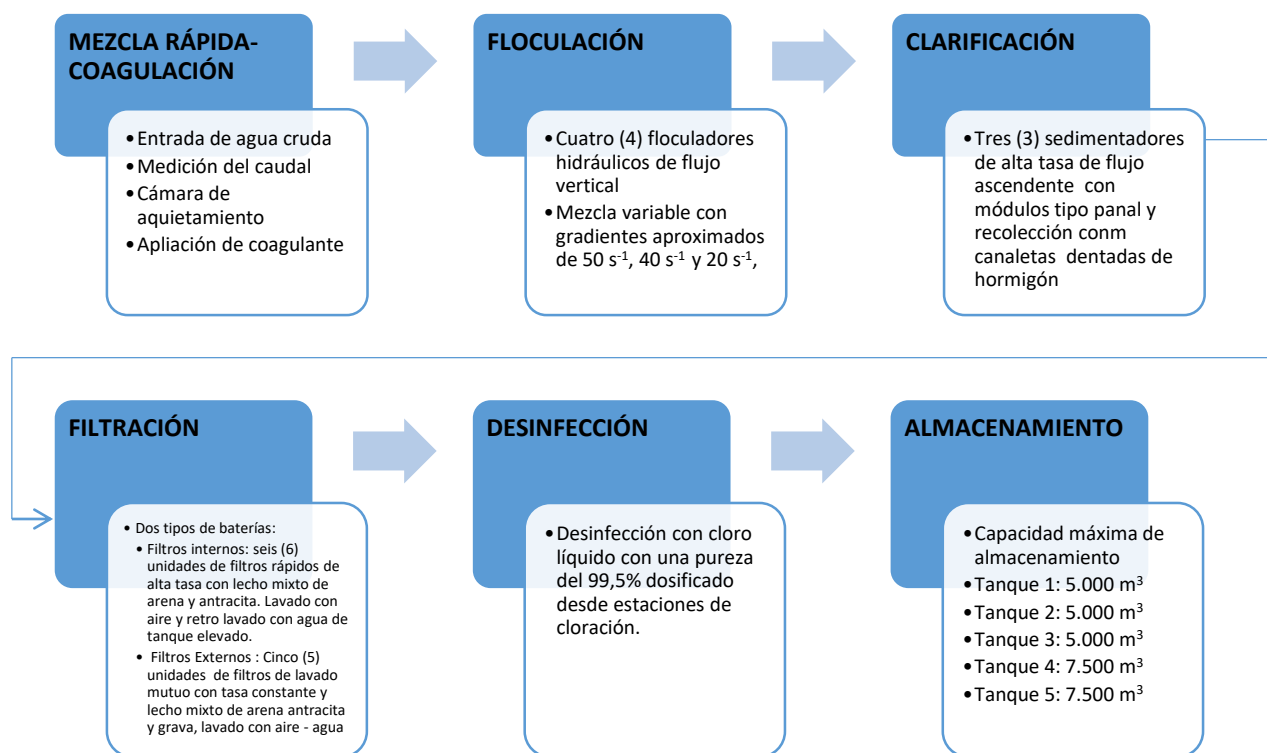 MEZCLA RÁPIDA-
COAGULACIÓN
• Entrada de agua cruda
• Medición del caudal
• Cámara de
aquietamiento
• Apliación de coagulante
FLOCULACIÓN
• Cuatro (4) floculadores
hidráulicos de flujo
vertical
• Mezcla variable con
gradientes aproximados
de 50 s⁻¹, 40 s⁻¹ y 20 s⁻¹,
CLARIFICACIÓN
• Tres (3) sedimentadores
de alta tasa de flujo
ascendente con
módulos tipo panal y
recolección conm
canaletas dentadas de
hormigón
FILTRACIÓN
• Dos tipos de baterías:
• Filtros internos: seis (6)
unidades de filtros rápidos de
alta tasa con lecho mixto de
arena y antracita. Lavado con
aire y retro lavado con agua de
tanque elevado.
• Filtros Externos : Cinco (5)
unidades de filtros de lavado
mutuo con tasa constante y
lecho mixto de arena antracita
y grava, lavado con aire - agua
DESINFECCIÓN
• Desinfección con cloro
líquido con una pureza
del 99,5% dosificado
desde estaciones de
cloración.
ALMACENAMIENTO
• Capacidad máxima de
almacenamiento
• Tanque 1: 5.000 m³
• Tanque 2: 5.000 m³
• Tanque 3: 5.000 m³
• Tanque 4: 7.500 m³
• Tanque 5: 7.500 m³